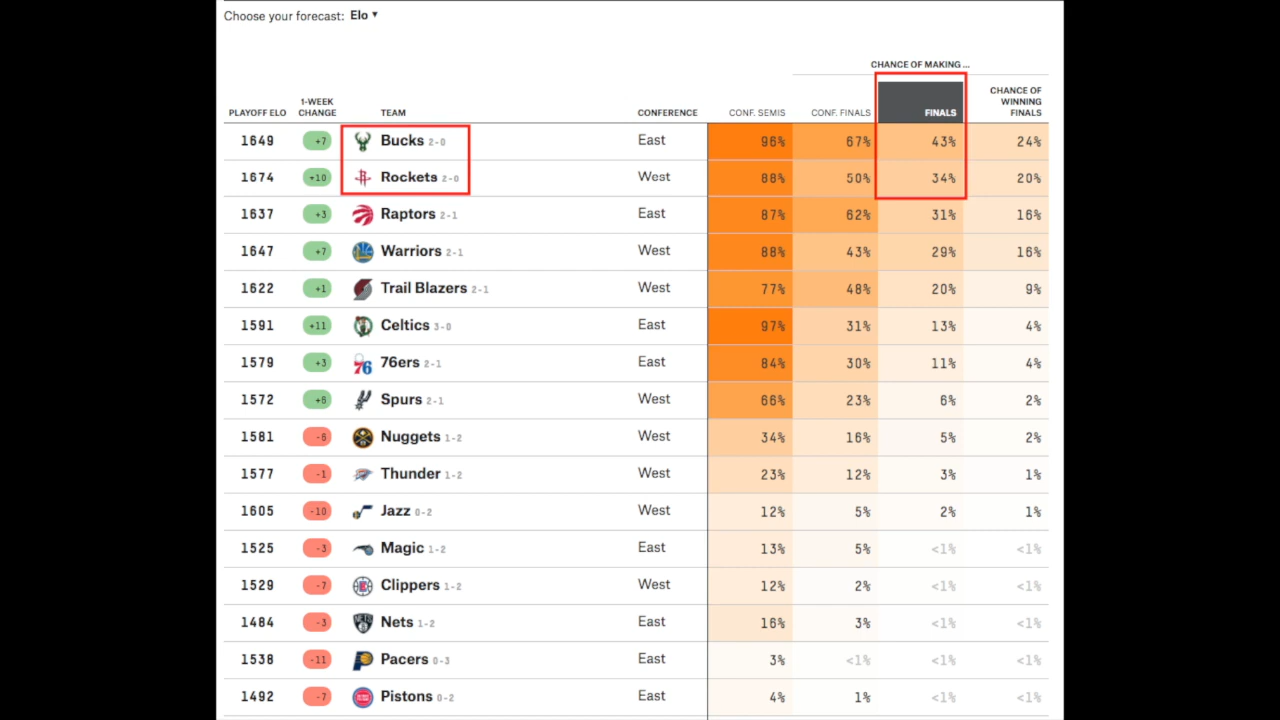 Choose your forecast: Elo ▾
CHANCE OF MAKING ...
PLAYOFF ELO 1-WEEK CHANGE TEAM CONFERENCE CONF. SEMIS CONF. FINALS FINALS CHANCE OF WINNING FINALS
1649 +7 Bucks 2-0 East 96% 67% 43% 24%
1674 +10 Rockets 2-0 West 88% 50% 34% 20%
1637 +3 Raptors 2-1 East 87% 62% 31% 16%
1647 +7 Warriors 2-1 West 88% 43% 29% 16%
1622 +1 Trail Blazers 2-1 West 77% 48% 20% 9%
1591 +11 Celtics 3-0 East 97% 31% 13% 4%
1579 +3 76 76ers 2-1 East 84% 30% 11% 4%
1572 +6 Spurs 2-1 West 66% 23% 6% 2%
1581 -6 Nuggets 1-2 West 34% 16% 5% 2%
1577 -1 Thunder 1-2 West 23% 12% 3% 1%
1605 -10 Jazz 0-2 West 12% 5% 2% 1%
1525 -3 Magic 1-2 East 13% 5% <1% <1%
1529 -7 Clippers 1-2 West 12% 2% <1% <1%
1484 -3 NETS Nets 1-2 East 16% 3% <1% <1%
1538 -11 Pacers 0-3 East 3% <1% <1% <1%
1492 -7 Pistons 0-2 East 4% 1% <1% <1%